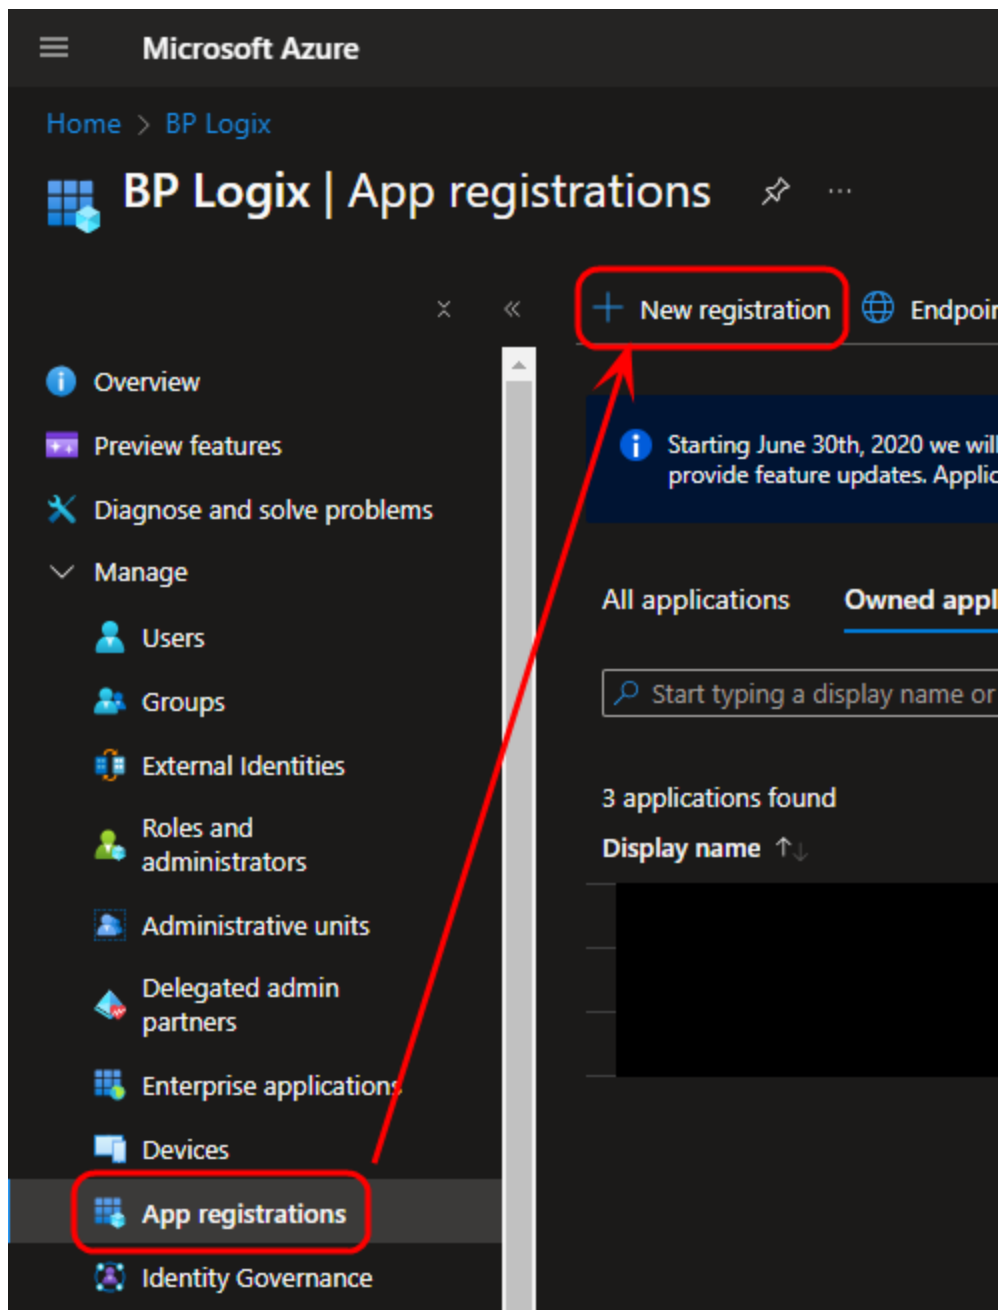 Microsoft Azure
Home > BP Logix
BP Logix | App registrations
New registration
Endpoin
Overview
Preview features
Diagnose and solve problems
Manage
Users
Groups
External Identities
Roles and
administrators
Administrative units
Delegated admin
partners
Enterprise applications
Devices
App registrations
Identity Governance
Starting June 30th, 2020 we will
provide feature updates. Applic
All applications
Owned appl
Start typing a display name or
3 applications found
Display name